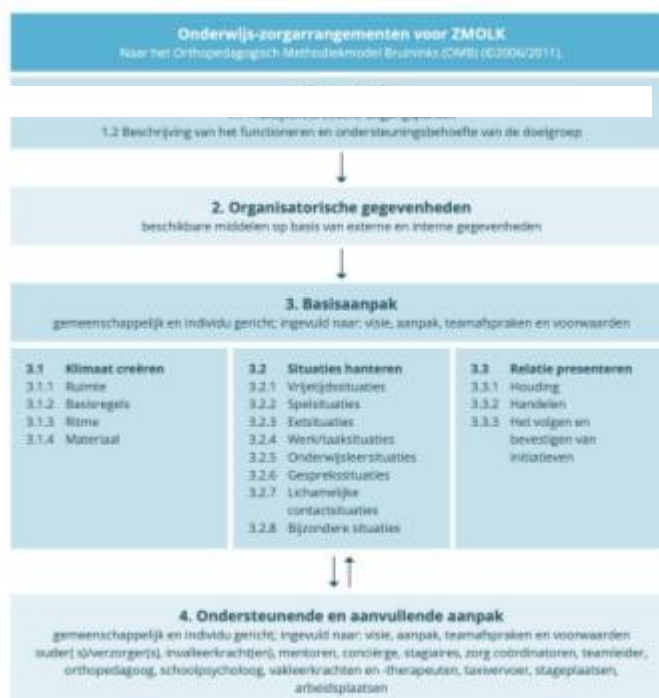 Onderwijs-zorgarrangementen voor ZMOLK
Naar het Orthopedagogisch Methodiekmodel Bruininks (OMB) (©2006/2011).
1.2 Beschrijving van het functioneren en ondersteuningsbehoefte van de doelgroep
2. Organisatorische gegevenheden
beschikbare middelen op basis van externe en interne gegevenheden
3. Basisaanpak
gemeenschappelijk en individu gericht; ingevuld naar: visie, aanpak, teamafspraken en voorwaarden
3.1 Klimaat creëren
3.1.1 Ruimte
3.1.2 Basisregels
3.1.3 Ritme
3.1.4 Materiaal
3.2 Situaties hanteren
3.2.1 Vrijetijdssituaties
3.2.2 Spelsituaties
3.2.3 Eetsituaties
3.2.4 Werk/taaksituaties
3.2.5 Onderwijsleersituaties
3.2.6 Gesprekssituaties
3.2.7 Lichamelijke
contactsituaties
3.2.8 Bijzondere situaties
3.3 Relatie presenteren
3.3.1 Houding
3.3.2 Handelen
3.3.3 Het volgen en
bevestigen van
initiatieven
4. Ondersteunende en aanvullende aanpak
gemeenschappelijk en individu gericht; ingevuld naar: visie, aanpak, teamafspraken en voorwaarden
ouder( s)/verzorger(s), invalleerkracht(en), mentoren, conciërge, stagiaires, zorg coördinatoren, teamleider,
orthopedagoog, schoolpsycholoog, vakleerkrachten en -therapeuten, taxivervoer, stageplaatsen,
arbeidsplaatsen